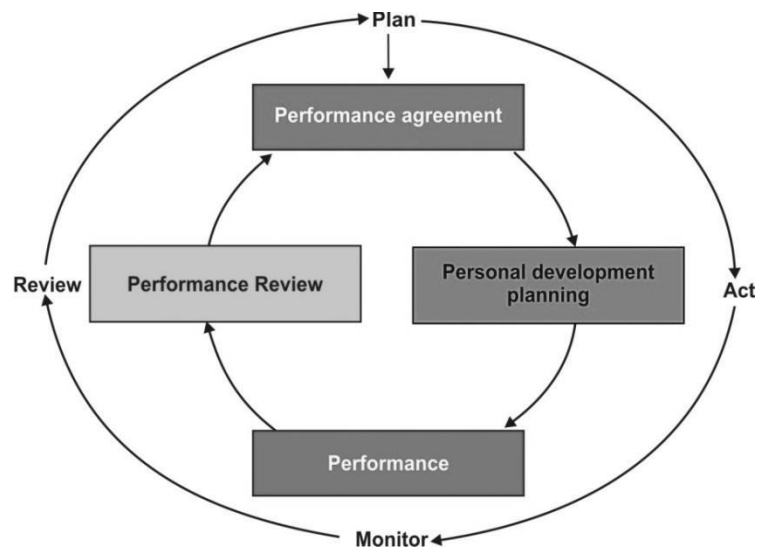 Plan
Performance agreement
Review
Performance Review
Personal development
planning
Act
Performance
Monitor